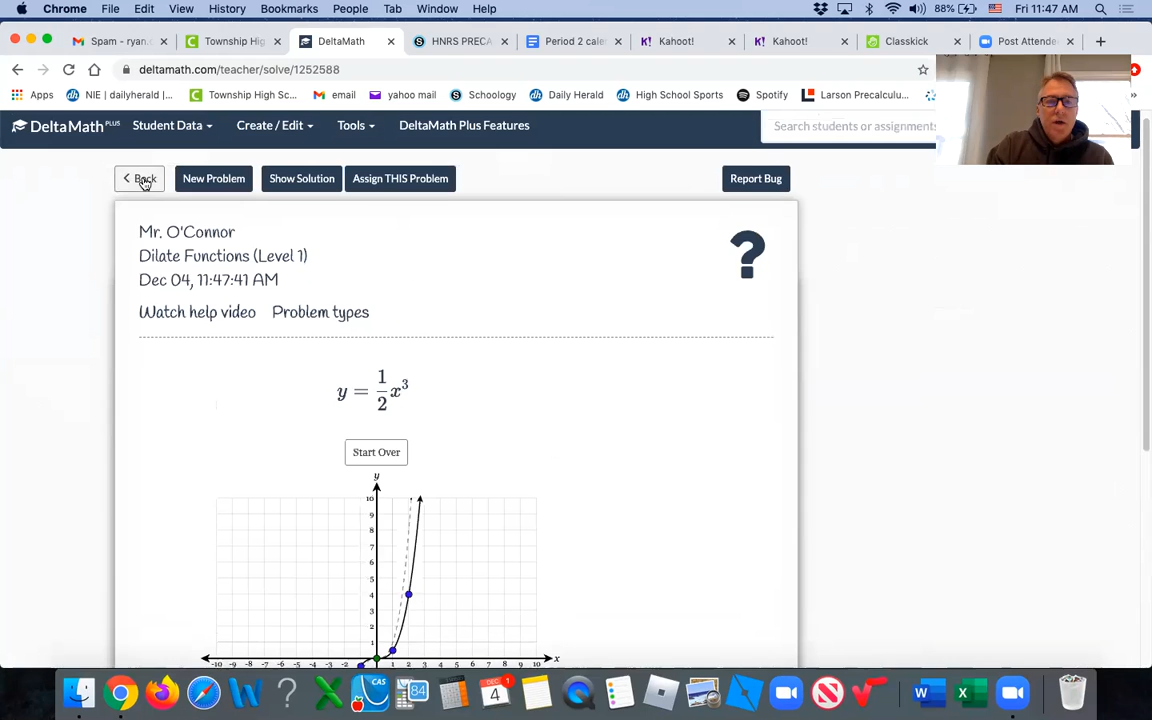 Chrome File Edit View History Bookmarks People Tab Window Help 88% Fri 11:47 AM
Spam - ryan. Township Hig DeltaMath HNRS PRECA Period 2 caler Kahoot! Kahoot! Classkick Post Attende
deltamath.com/teacher/solve/1252588
Apps NIE | dailyherald |... Township High Sc... email yahoo mail Schoology Daily Herald High School Sports Spotify Larson Precalculu...
DeltaMath PLUS Student Data Create / Edit Tools DeltaMath Plus Features Search students or assignments
Back New Problem Show Solution Assign THIS Problem Report Bug
Mr. O'Connor
Dilate Functions (Level 1)
Dec 04, 11:47:41 AM
?
Watch help video Problem types
y = 1/2 x³
Start Over
y
10
9
8
7
6
5
4
3
2
1
-10 -9 -8 -7 -6 -5 -4 -3 -2 1 2 3 4 5 6 7 8 9 10 x